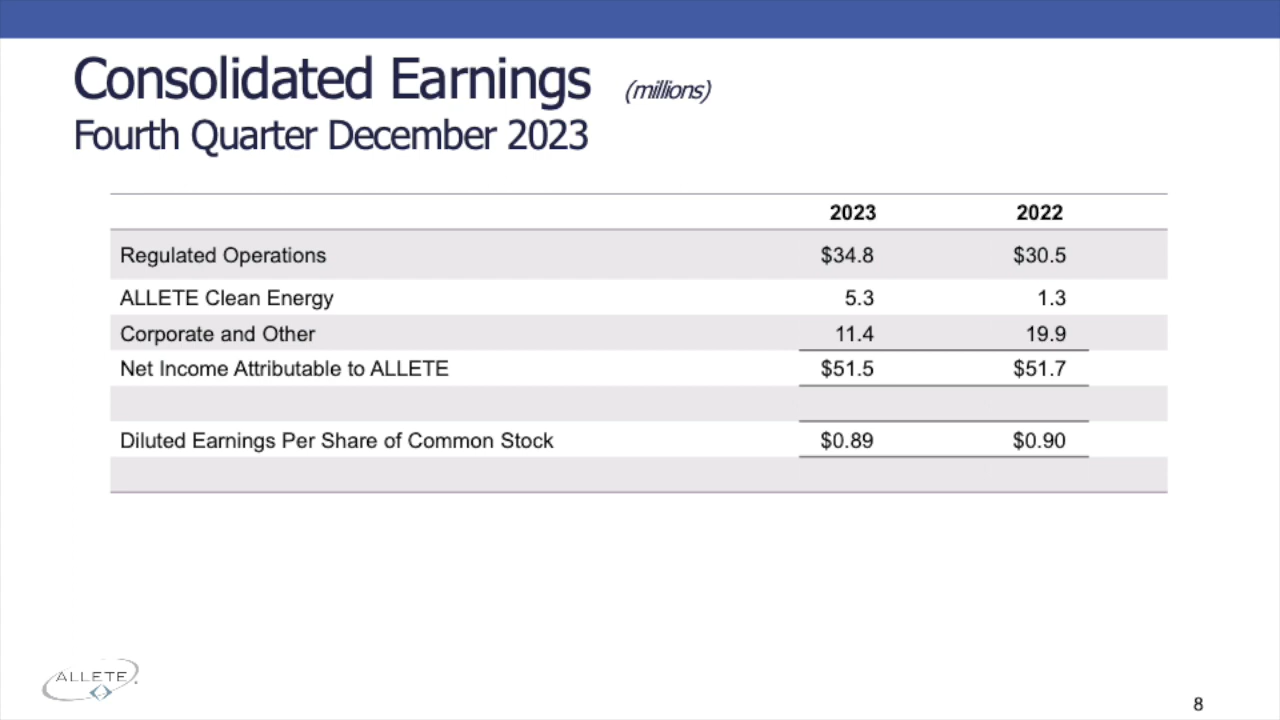 Consolidated Earnings (millions)
Fourth Quarter December 2023
2023 2022
Regulated Operations $34.8 $30.5
ALLETE Clean Energy 5.3 1.3
Corporate and Other 11.4 19.9
Net Income Attributable to ALLETE $51.5 $51.7
Diluted Earnings Per Share of Common Stock $0.89 $0.90
ALLETE
8